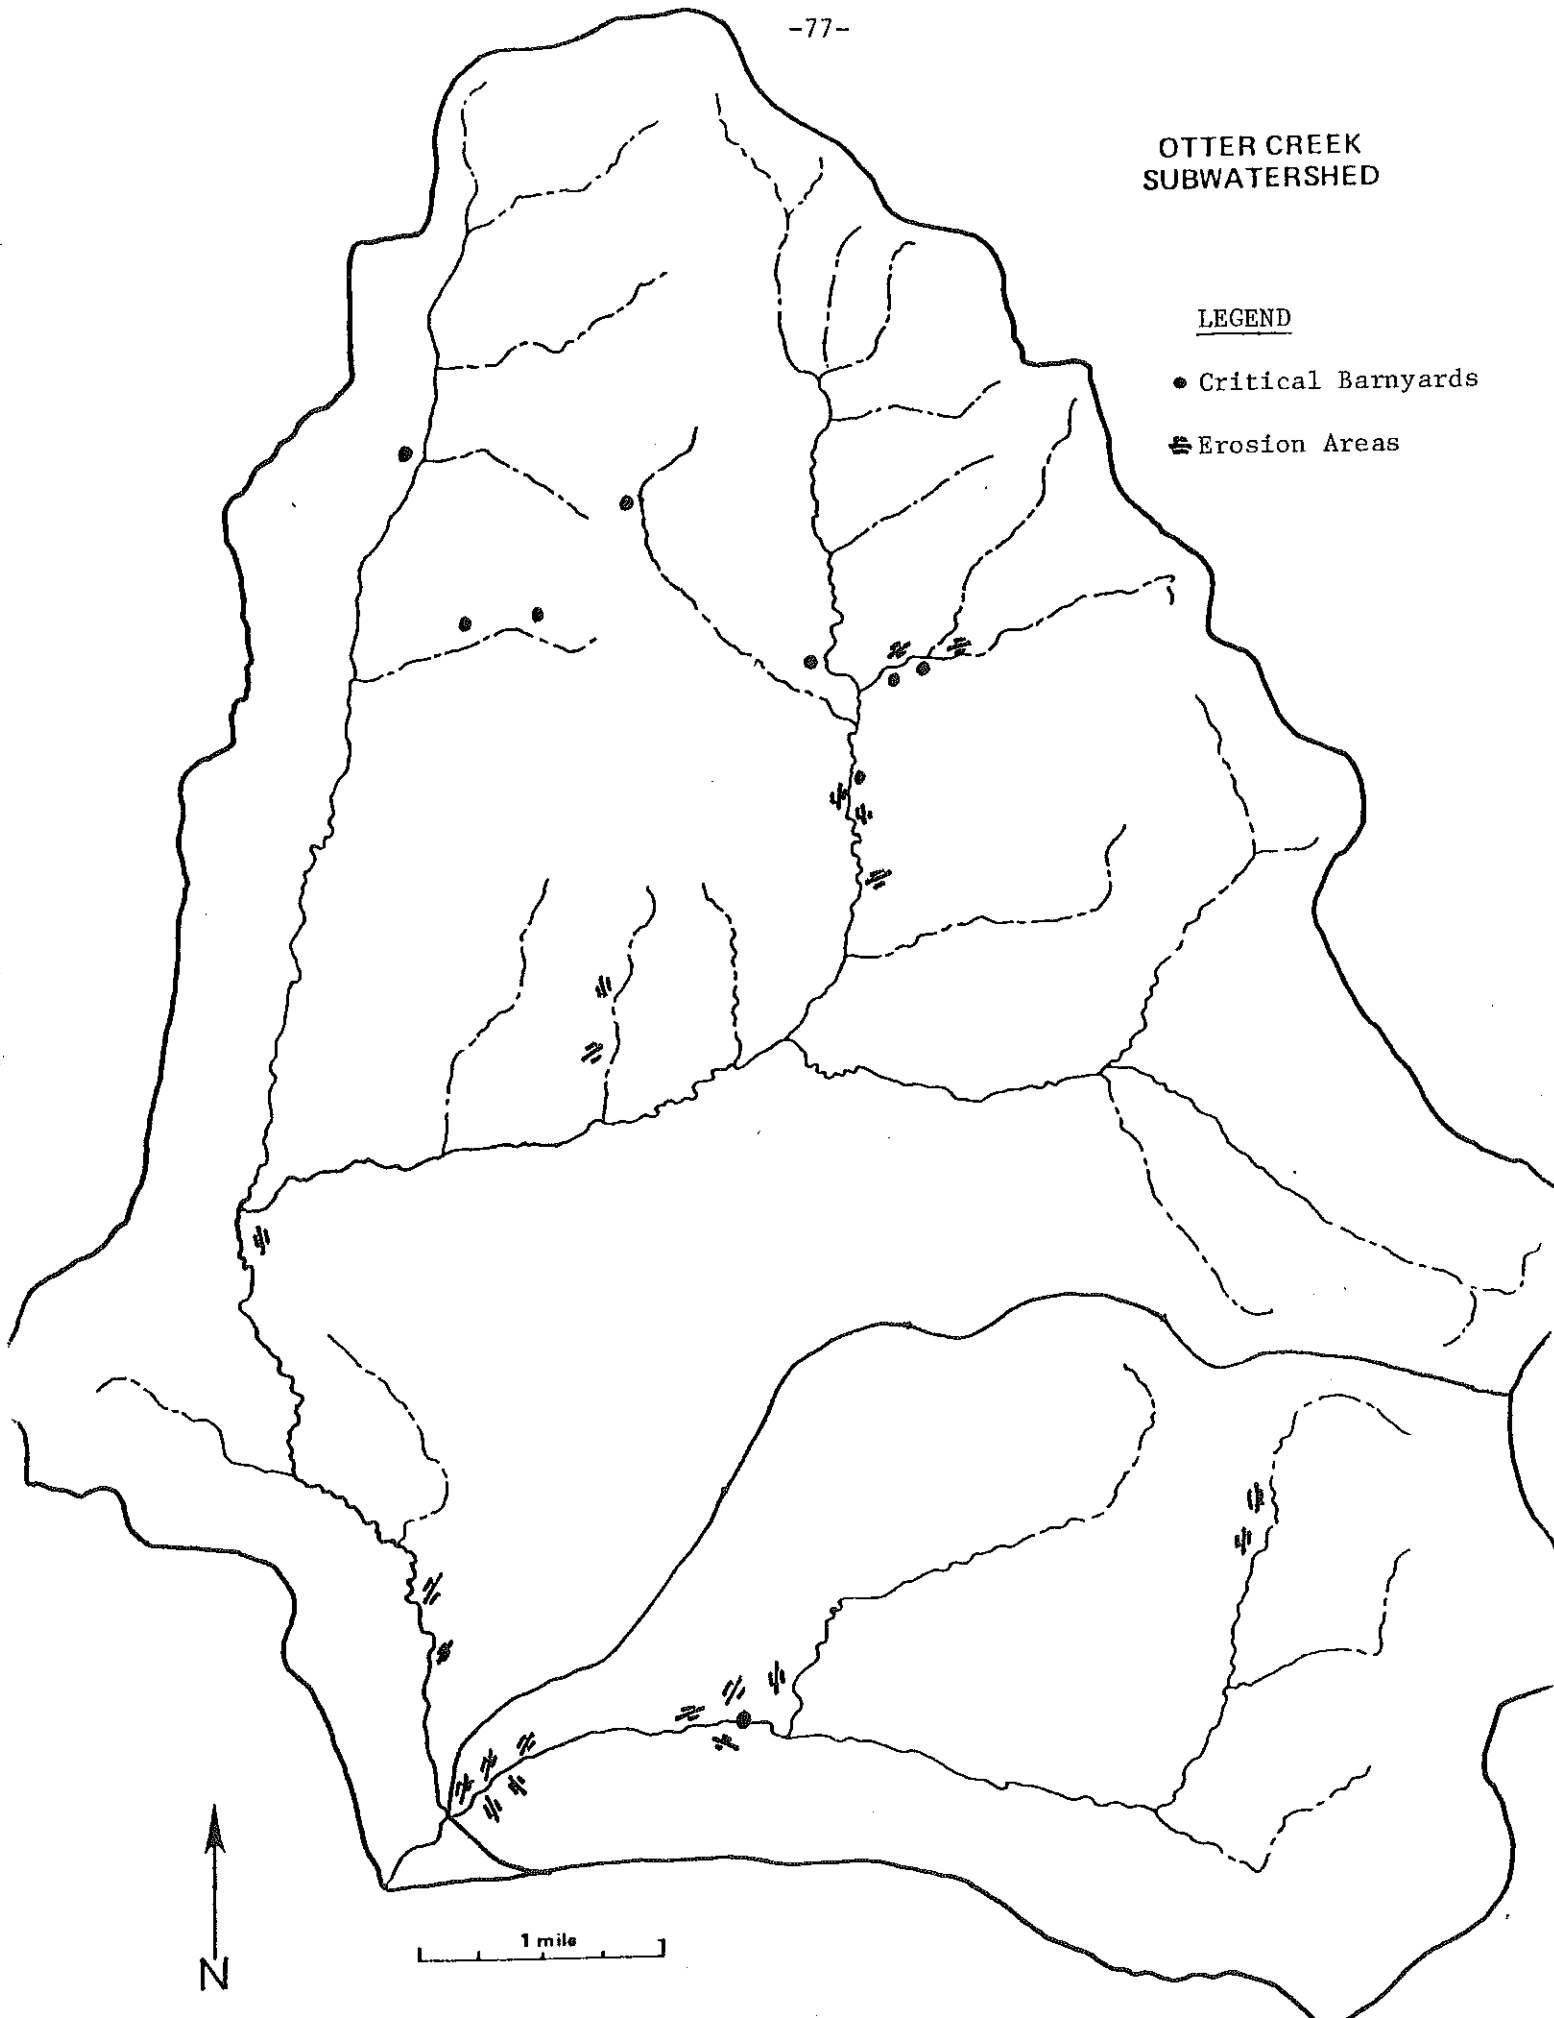 -77-
OTTER CREEK
SUBWATERSHED
LEGEND
Critical Barnyards
Erosion Areas
1 mile
N